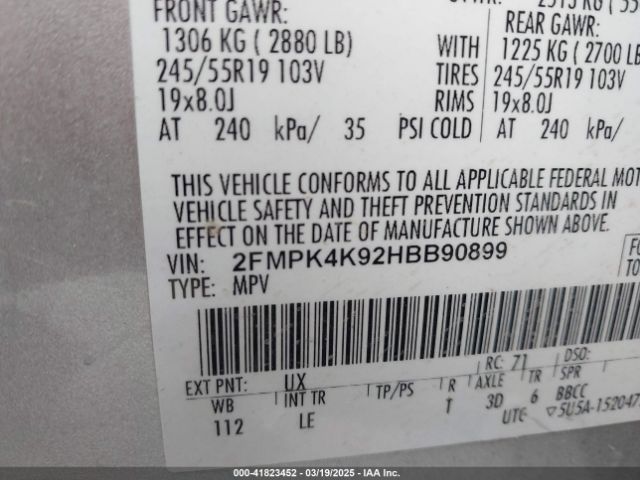 FRONT GAWR:
1306 KG ( 2880 LB) WITH 1225 KG ( 2700 LB
REAR GAWR:
245/55R19 103V TIRES 245/55R19 103V
19x8.0J RIMS 19x8.0J
AT 240 kPa/ 35 PSI COLD AT 240 kPa/
THIS VEHICLE CONFORMS TO ALL APPLICABLE FEDERAL MOT
VEHICLE SAFETY AND THEFT PREVENTION STANDARDS IN
EFFECT ON THE DATE OF MANUFACTURE SHOWN ABOVE.
VIN: 2FMPK4K92HBB90899
TYPE: MPV
EXT PNT: UX RC: 71 DSO:
WB INT TR TP/PS R AXLE TR SPR
112 LE T 3D 6 BBCC
UTC
000-41823452 - 03/19/2025 - IAA Inc.